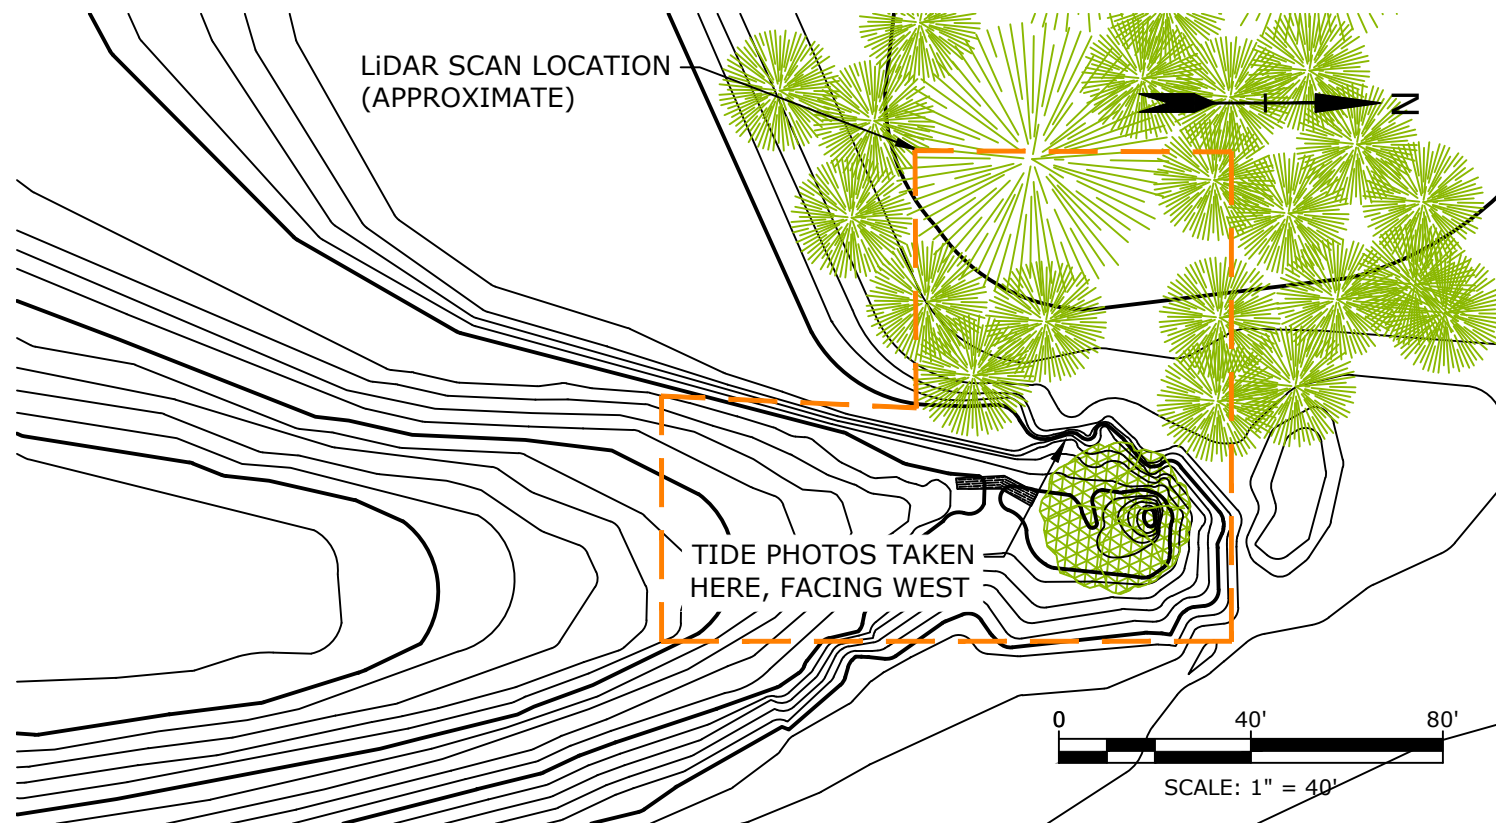 LiDAR SCAN LOCATION
(APPROXIMATE)
N
TIDE PHOTOS TAKEN
HERE, FACING WEST
0 40' 80'
SCALE: 1" = 40'